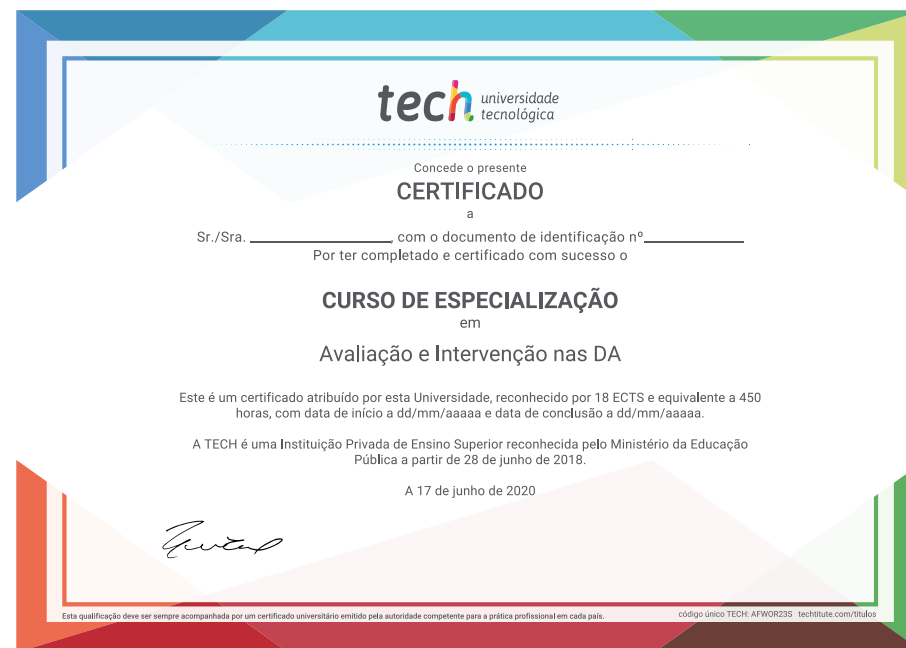 tech universidade
tecnológica
Concede o presente
CERTIFICADO
a
Sr./Sra. ______________, com o documento de identificação nº__________
Por ter completado e certificado com sucesso o
CURSO DE ESPECIALIZAÇÃO
em
Avaliação e Intervenção nas DA
Este é um certificado atribuído por esta Universidade, reconhecido por 18 ECTS e equivalente a 450
horas, com data de início a dd/mm/aaaaa e data de conclusão a dd/mm/aaaaa.
A TECH é uma Instituição Privada de Ensino Superior reconhecida pelo Ministério da Educação
Pública a partir de 28 de junho de 2018.
A 17 de junho de 2020
Esta qualificação deve ser sempre acompanhada por um certificado universitário emitido pela autoridade competente para a prática profissional em cada país.
código único TECH: AFWOR23S techtitute.com/titulos